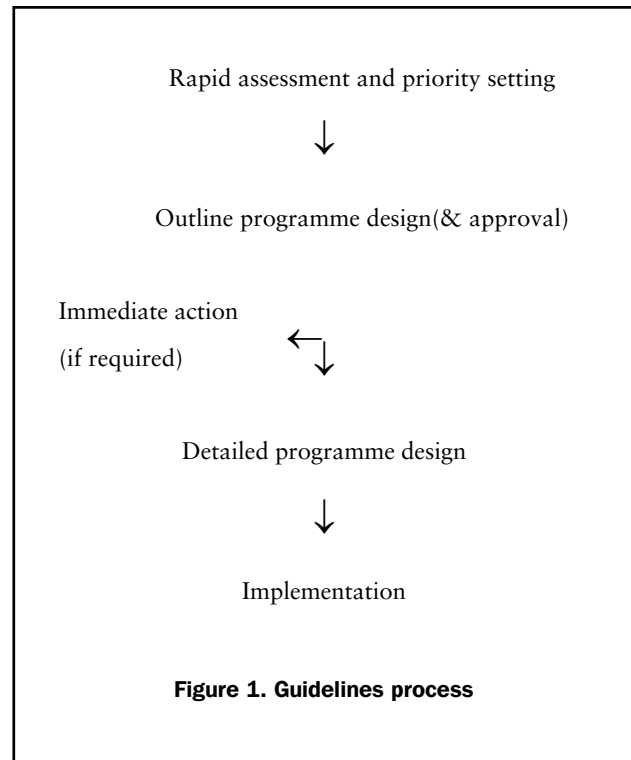 Rapid assessment and priority setting
↓
Outline programme design(& approval)
Immediate action
(if required)
← ↓
Detailed programme design
↓
Implementation
Figure 1. Guidelines process